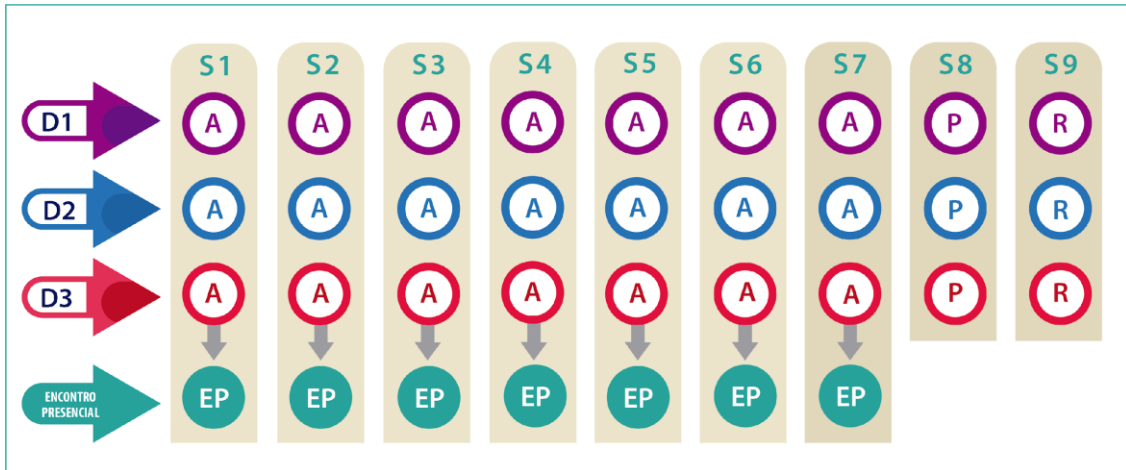 S1 S2 S3 S4 S5 S6 S7 S8 S9
D1 A A A A A A A P R
D2 A A A A A A A P R
D3 A A A A A A A P R
ENCONTRO
PRESENCIAL
EP EP EP EP EP EP EP